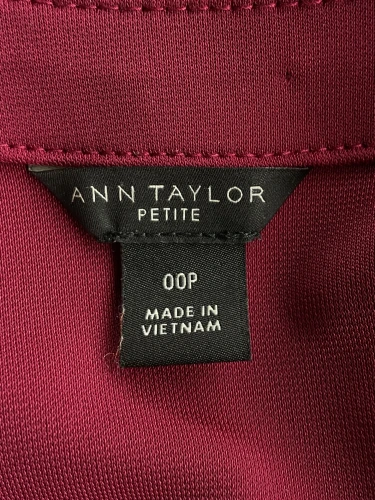 ANN TAYLOR
PETITE
00P
MADE IN
VIETNAM